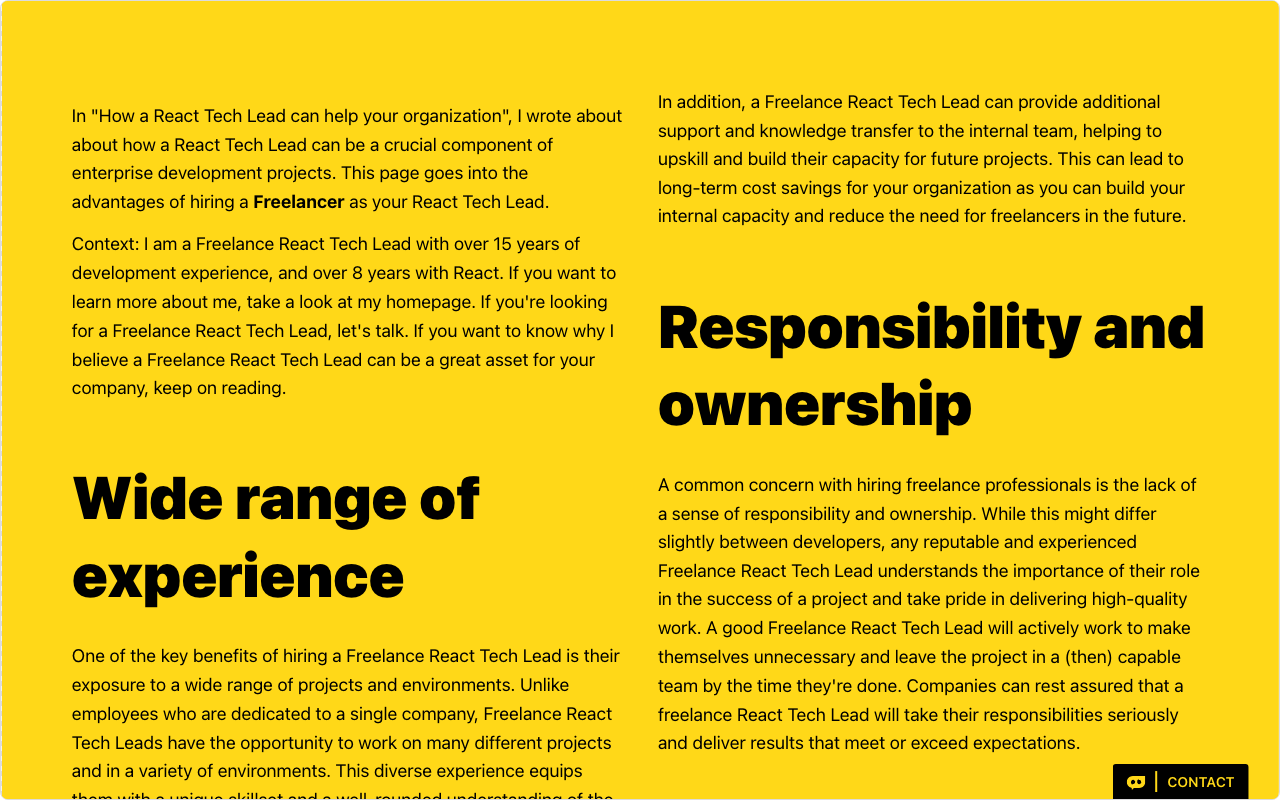 In "How a React Tech Lead can help your organization", I wrote about
about how a React Tech Lead can be a crucial component of
enterprise development projects. This page goes into the
advantages of hiring a Freelancer as your React Tech Lead.
Context: I am a Freelance React Tech Lead with over 15 years of
development experience, and over 8 years with React. If you want to
learn more about me, take a look at my homepage. If you're looking
for a Freelance React Tech Lead, let's talk. If you want to know why I
believe a Freelance React Tech Lead can be a great asset for your
company, keep on reading.
Wide range of
experience
One of the key benefits of hiring a Freelance React Tech Lead is their
exposure to a wide range of projects and environments. Unlike
employees who are dedicated to a single company, Freelance React
Tech Leads have the opportunity to work on many different projects
and in a variety of environments. This diverse experience equips
them with a unique skillset and a well-rounded understanding of the
In addition, a Freelance React Tech Lead can provide additional
support and knowledge transfer to the internal team, helping to
upskill and build their capacity for future projects. This can lead to
long-term cost savings for your organization as you can build your
internal capacity and reduce the need for freelancers in the future.
Responsibility and
ownership
A common concern with hiring freelance professionals is the lack of
a sense of responsibility and ownership. While this might differ
slightly between developers, any reputable and experienced
Freelance React Tech Lead understands the importance of their role
in the success of a project and take pride in delivering high-quality
work. A good Freelance React Tech Lead will actively work to make
themselves unnecessary and leave the project in a (then) capable
team by the time they're done. Companies can rest assured that a
freelance React Tech Lead will take their responsibilities seriously
and deliver results that meet or exceed expectations.
CONTACT